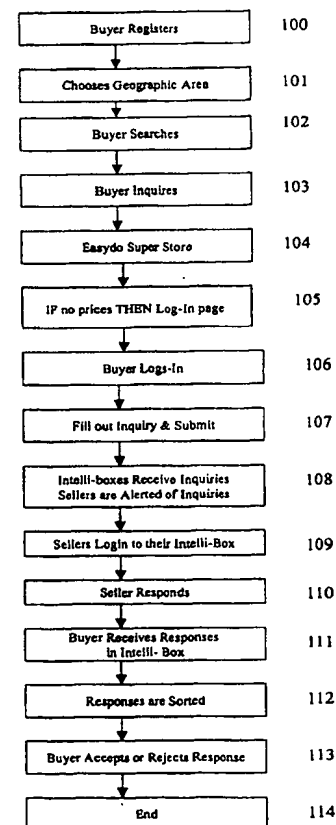 Buyer Registers 100
Chooses Geographic Area 101
Buyer Searches 102
Buyer Inquires 103
Easydo Super Store 104
IF no prices THEN Log-In page 105
Buyer Logs-In 106
Fill out Inquiry & Submit 107
Intelli-boxes Receive Inquiries 108
Sellers are Alerted of Inquiries
Sellers Login to their Intelli-Box 109
Seller Responds 110
Buyer Receives Responses 111
in Intelli- Box
Responses are Sorted 112
Buyer Accepts or Rejects Response 113
End 114